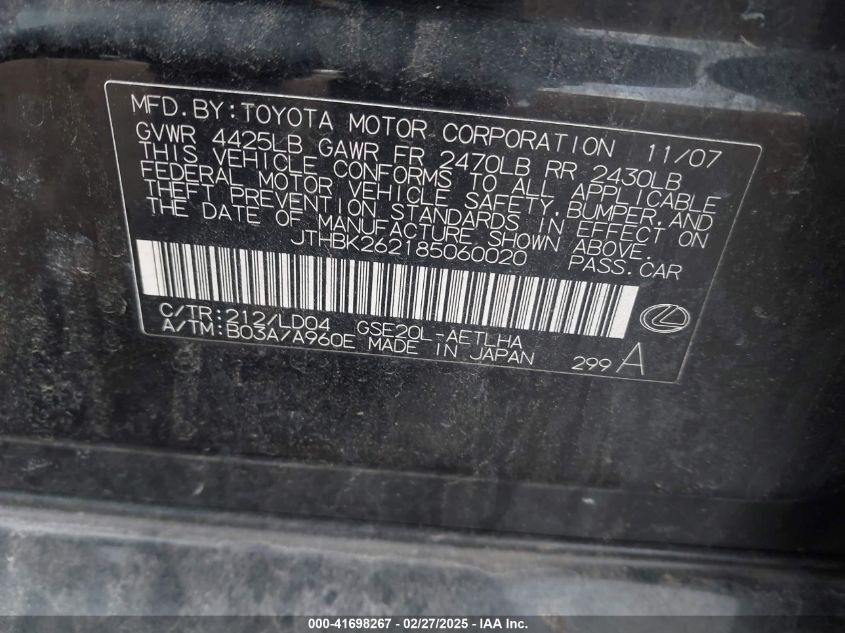 MFD.BY:TOYOTA MOTOR CORPORATION 11/07
GVWR 4425LB GAWR FR 2470LB RR 2430LB
THIS VEHICLE CONFORMS TO ALL APPLICABLE
FEDERAL MOTOR VEHICLE SAFETY,BUMPER,AND
THEFT PREVENTION STANDARDS IN EFFECT ON
THE DATE OF MANUFACTURE SHOWN ABOVE.
JTHBK262185060020 PASS.CAR
C/TR:212/LD04 GSE20L-AETLHA
A/TM:B03A/A960E MADE IN JAPAN 299 A
000-41698267 - 02/27/2025 - IAA Inc.